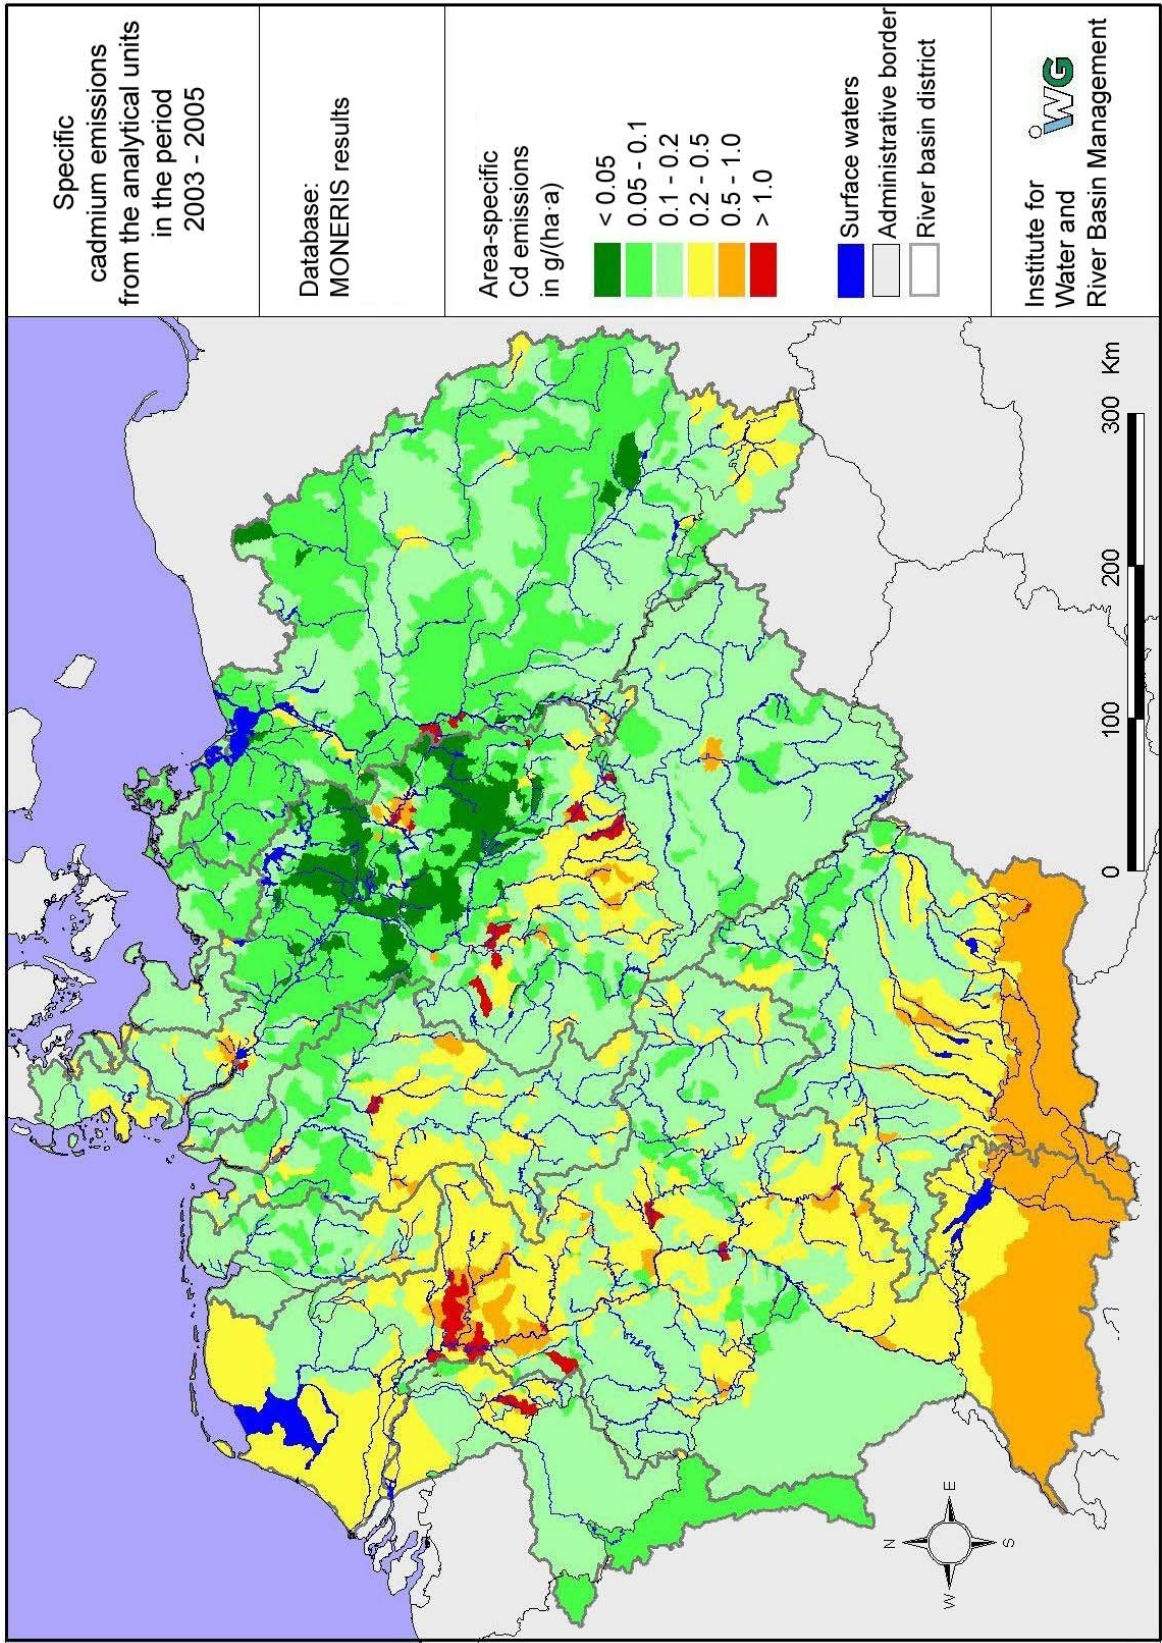 Specific
cadmium emissions
from the analytical units
in the period
2003 - 2005
Database:
MONERIS results
Area-specific
Cd emissions
in g/(ha·a)
< 0.05
0.05 - 0.1
0.1 - 0.2
0.2 - 0.5
0.5 - 1.0
> 1.0
Surface waters
Administrative border
River basin district
Institute for
Water and
River Basin Management
iWG
0 100 200 300 Km
N
W E
S